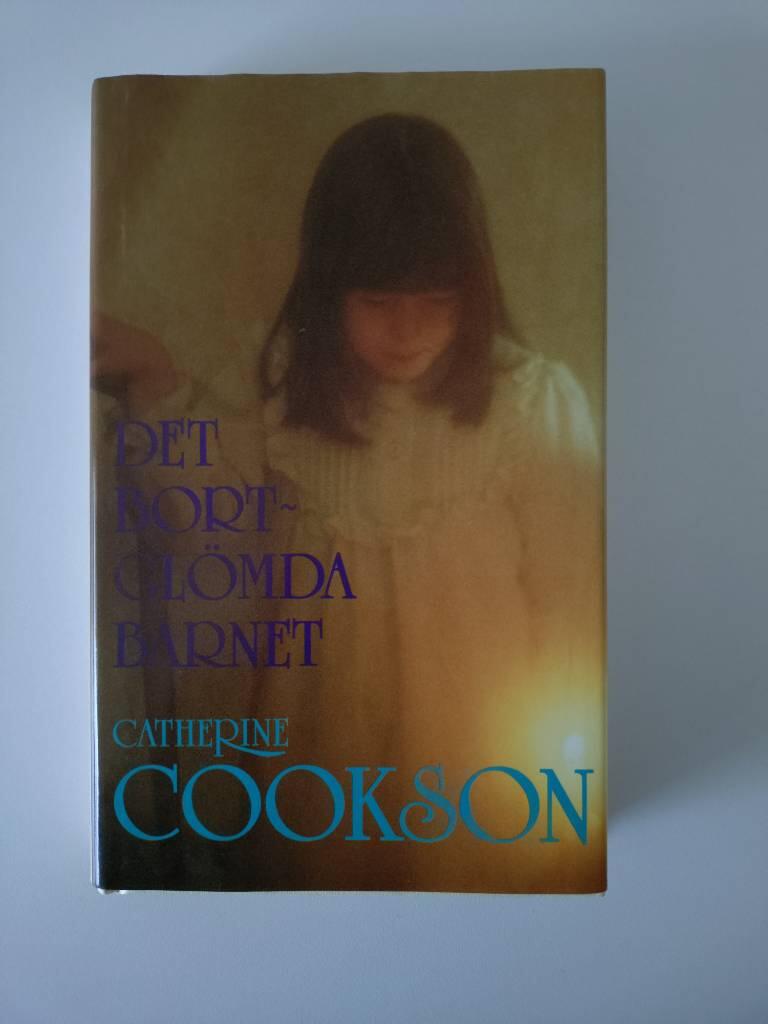 DET
BORT~
GLÖMDA
BARNET
CATHERINE
COOKSON